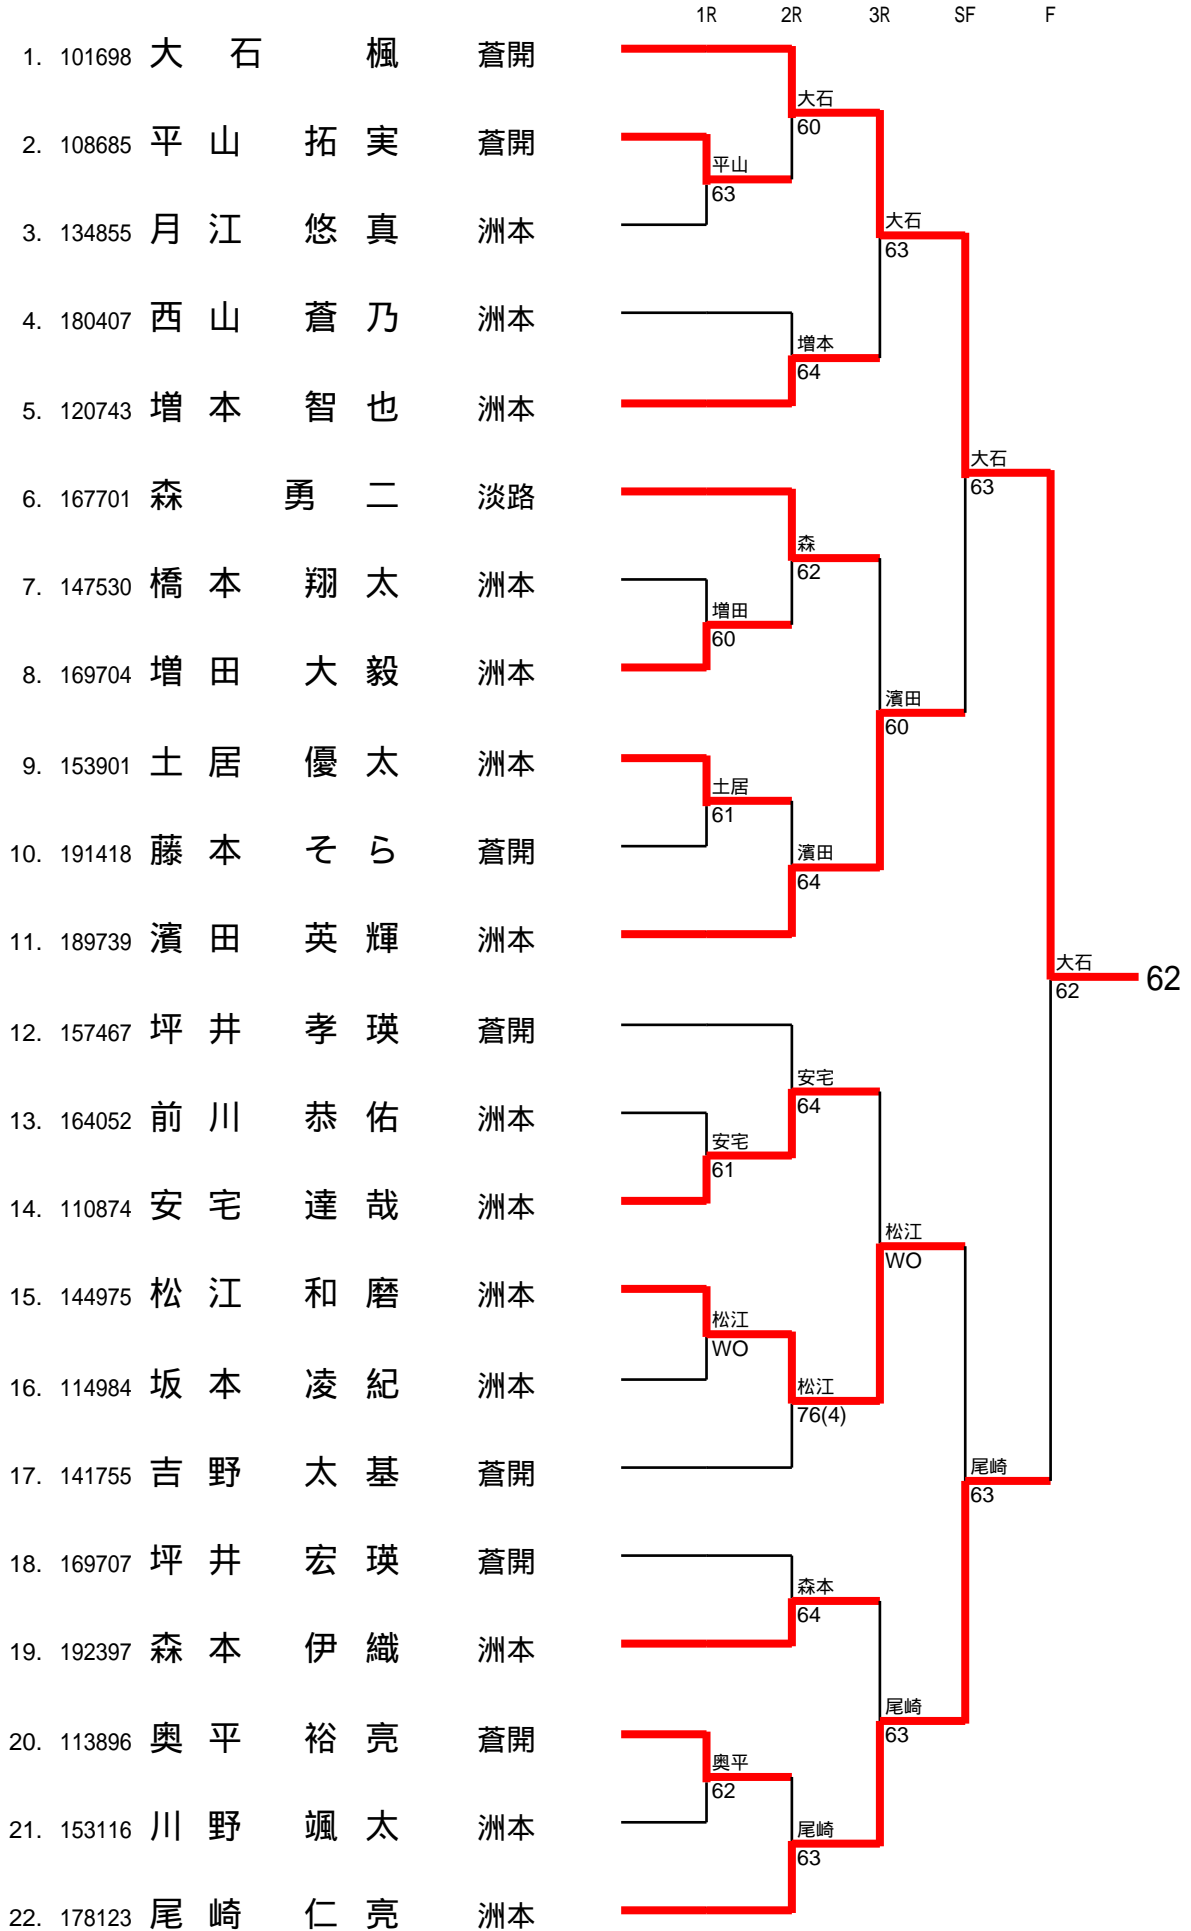 1R 2R 3R SF F
1. 101698 大 石 楓 蒼開
大石
60
2. 108685 平 山 拓 実 蒼開
平山
63
3. 134855 月 江 悠 真 洲本
大石
63
4. 180407 西 山 蒼 乃 洲本
増本
64
5. 120743 増 本 智 也 洲本
大石
63
6. 167701 森 勇 二 淡路
森
62
7. 147530 橋 本 翔 太 洲本
増田
60
8. 169704 増 田 大 毅 洲本
濱田
60
9. 153901 土 居 優 太 洲本
土居
61
10. 191418 藤 本 そ ら 蒼開
濱田
64
11. 189739 濱 田 英 輝 洲本
大石
62
62
12. 157467 坪 井 孝 瑛 蒼開
安宅
64
13. 164052 前 川 恭 佑 洲本
安宅
61
14. 110874 安 宅 達 哉 洲本
松江
WO
15. 144975 松 江 和 磨 洲本
松江
WO
16. 114984 坂 本 凌 紀 洲本
松江
76(4)
17. 141755 吉 野 太 基 蒼開
尾崎
63
18. 169707 坪 井 宏 瑛 蒼開
森本
64
19. 192397 森 本 伊 織 洲本
尾崎
63
20. 113896 奥 平 裕 亮 蒼開
奥平
62
21. 153116 川 野 颯 太 洲本
尾崎
63
22. 178123 尾 崎 仁 亮 洲本